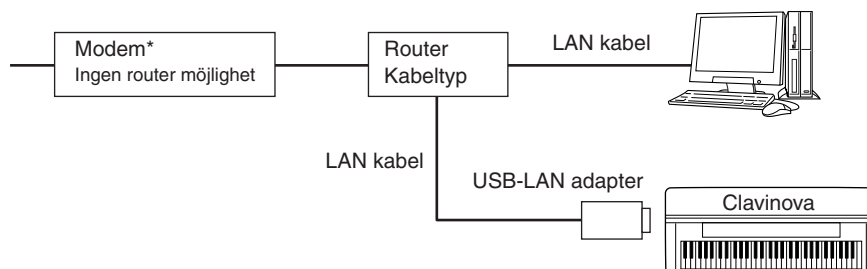 Modem*
Ingen router möjlighet
Router
Kabeltyp
LAN kabel
LAN kabel
USB-LAN adapter
Clavinova